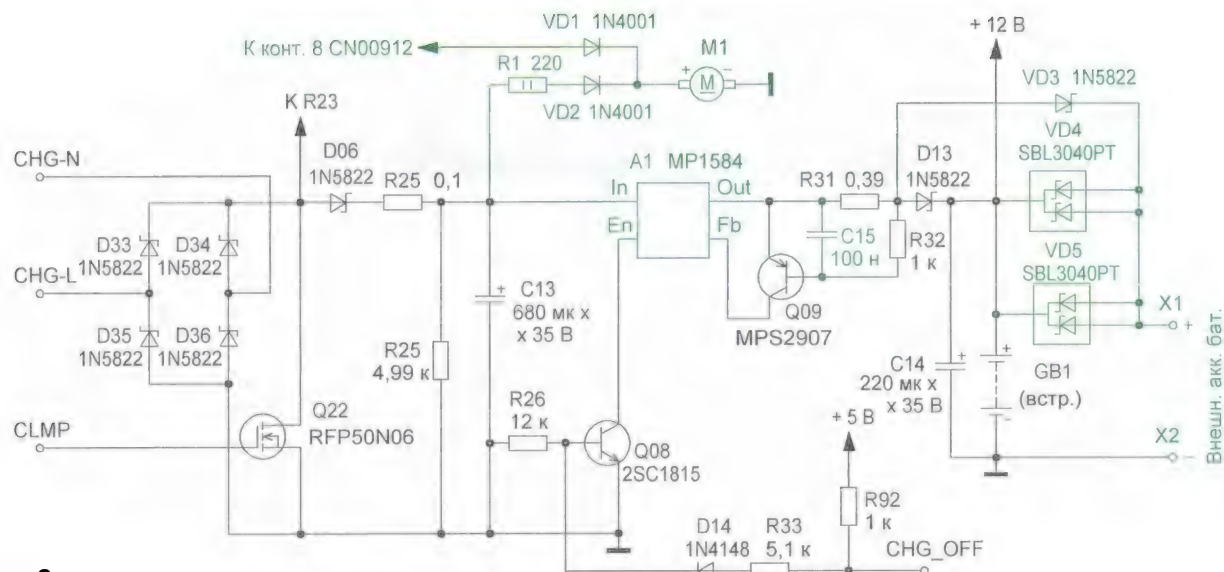 VD1 1N4001
К конт. 8 CN00912
R1 220
VD2 1N4001
M1
M
+
−
+ 12 В
VD3 1N5822
VD4
SBL3040PT
К R23
CHG-N
D06
1N5822
R25 0,1
A1 MP1584
In
Out
En
Fb
R31 0,39
D13
1N5822
D33
1N5822
D34
1N5822
C15
100 н
R32
1 к
VD5
SBL3040PT
CHG-L
C13
680 мк х
х 35 В
+
Q09
MPS2907
X1
+
D35
1N5822
D36
1N5822
R25
4,99 к
C14
220 мк х
х 35 В
+
+
GB1
(встр.)
−
Внешн. акк. бат.
Q22
RFP50N06
CLMP
R26
12 к
Q08
2SC1815
+ 5 В
X2
−
R92
1 к
D14
1N4148
R33
5,1 к
CHG_OFF